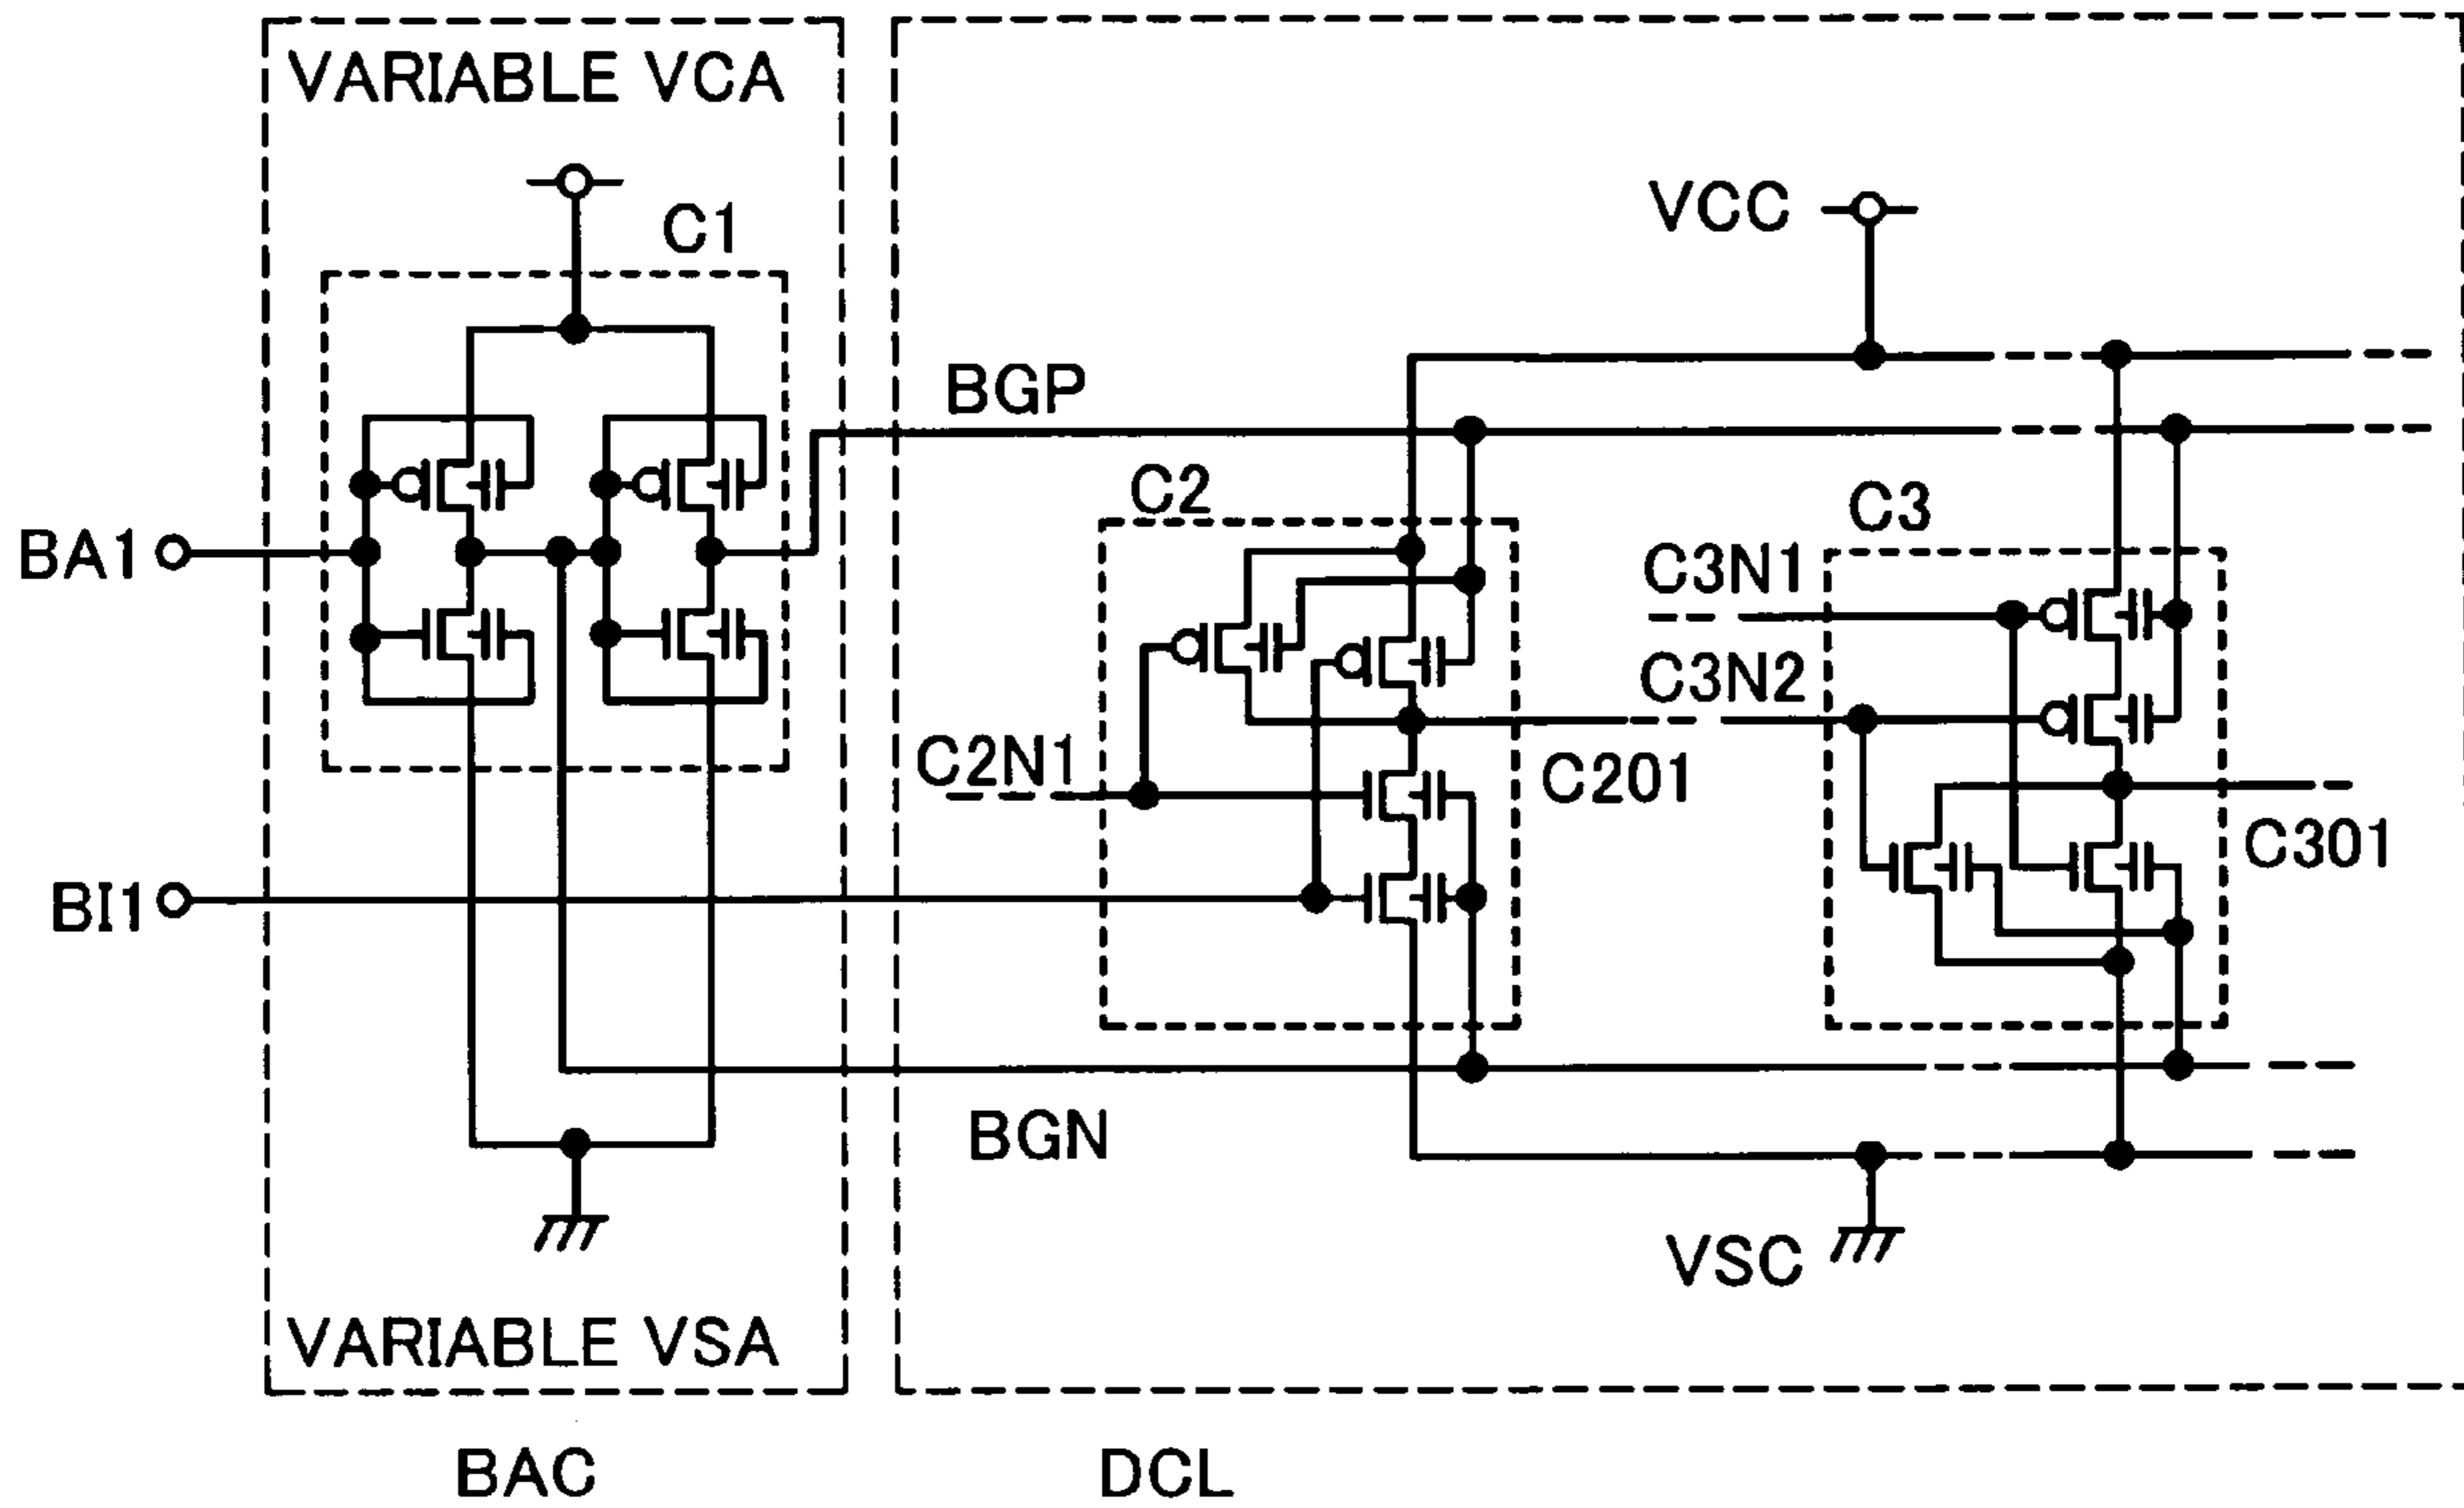 VARIABLE VCA
C1
VCC
BGP
C2
C3
BA1
C3N1
C3N2
C2N1
C201
C301
BI1
BGN
VSC
VARIABLE VSA
BAC
DCL